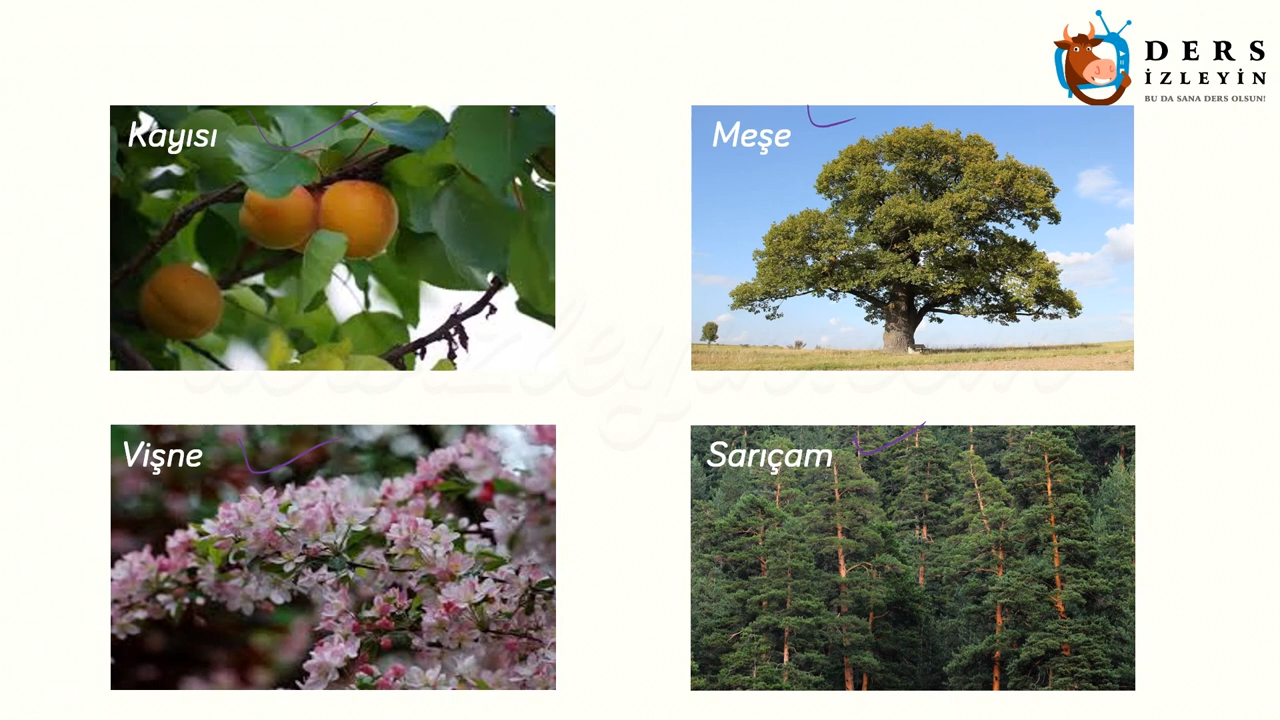 DERS
İZLEYİN
BU DA SANA DERS OLSUN!
Kayısı
Meşe
Vişne
Sarıçam